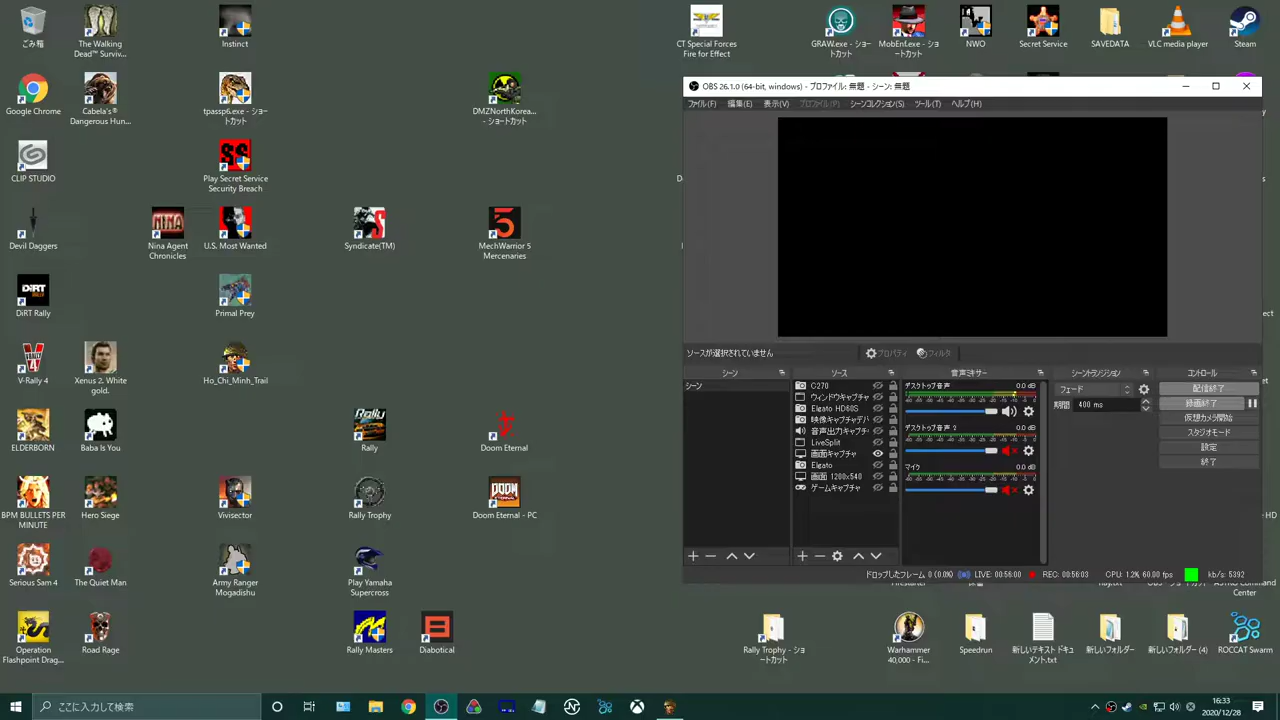 ごみ箱
The Walking
Dead™ Surviv...
Instinct
CT Special Forces
Fire for Effect
GRAW.exe - ショー
トカット
MobEnf.exe - ショ
ートカット
NWO
Secret Service
SAVEDATA
VLC media player
Steam
Google Chrome
Cabela's®
Dangerous Hun...
tpassp6.exe - ショ
ートカット
DMZNorthKorea...
- ショートカット
OBS 26.1.0 (64-bit, windows) - プロファイル: 無題 - シーン: 無題
ファイル(F)
編集(E)
表示(V)
プロファイル(P)
シーンコレクション(S)
ツール(T)
ヘルプ(H)
CLIP STUDIO
Play Secret Service
Security Breach
Devil Daggers
Nina Agent
Chronicles
U.S. Most Wanted
Syndicate(TM)
MechWarrior 5
Mercenaries
DiRT Rally
Primal Prey
V-Rally 4
Xenus 2. White
gold.
Ho_Chi_Minh_Trail
ソースが選択されていません
プロパティ
フィルタ
シーン
ソース
音声ミキサー
シーントランジション
コントロール
シーン
C270
ウィンドウキャプチャ
Elgato HD60S
映像キャプチャデバ
音声出力キャプチャ
LiveSplit
画面キャプチャ
Elgato
画面 1200x540
ゲームキャプチャ
デスクトップ音声
0.0 dB
デスクトップ音声 2
0.0 dB
マイク
0.0 dB
フェード
期間
400 ms
配信終了
録画終了
仮想カメラ開始
スタジオモード
設定
終了
ELDERBORN
Baba Is You
Rally
Doom Eternal
BPM BULLETS PER
MINUTE
Hero Siege
Vivisector
Rally Trophy
Doom Eternal - PC
Serious Sam 4
The Quiet Man
Army Ranger
Mogadishu
Play Yamaha
Supercross
ドロップしたフレーム 0 (0.0%)
LIVE: 00:56:00
REC: 00:56:03
CPU: 1.2%, 60.00 fps
kb/s: 5392
Center
Operation
Flashpoint Drag...
Road Rage
Rally Masters
Diabotical
Rally Trophy - ショ
ートカット
Warhammer
40,000 - Fi...
Speedrun
新しいテキスト ドキュ
メント.txt
新しいフォルダー
新しいフォルダー (4)
ROCCAT Swarm
ここに入力して検索
16:33
2020/12/28